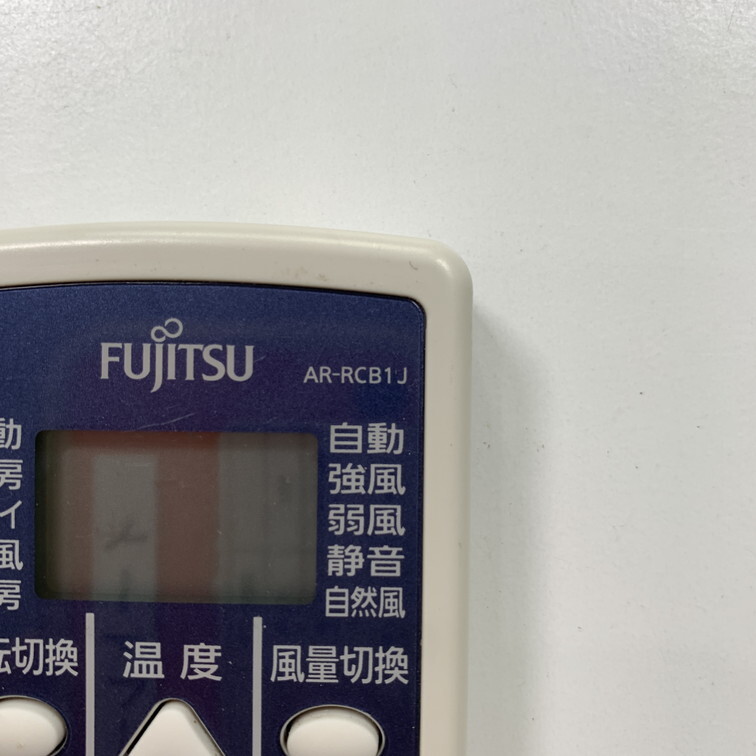 FUJITSU
AR-RCB1J
動
房
イ
風
房
自動
強風
弱風
静音
自然風
転切換
温度
風量切換